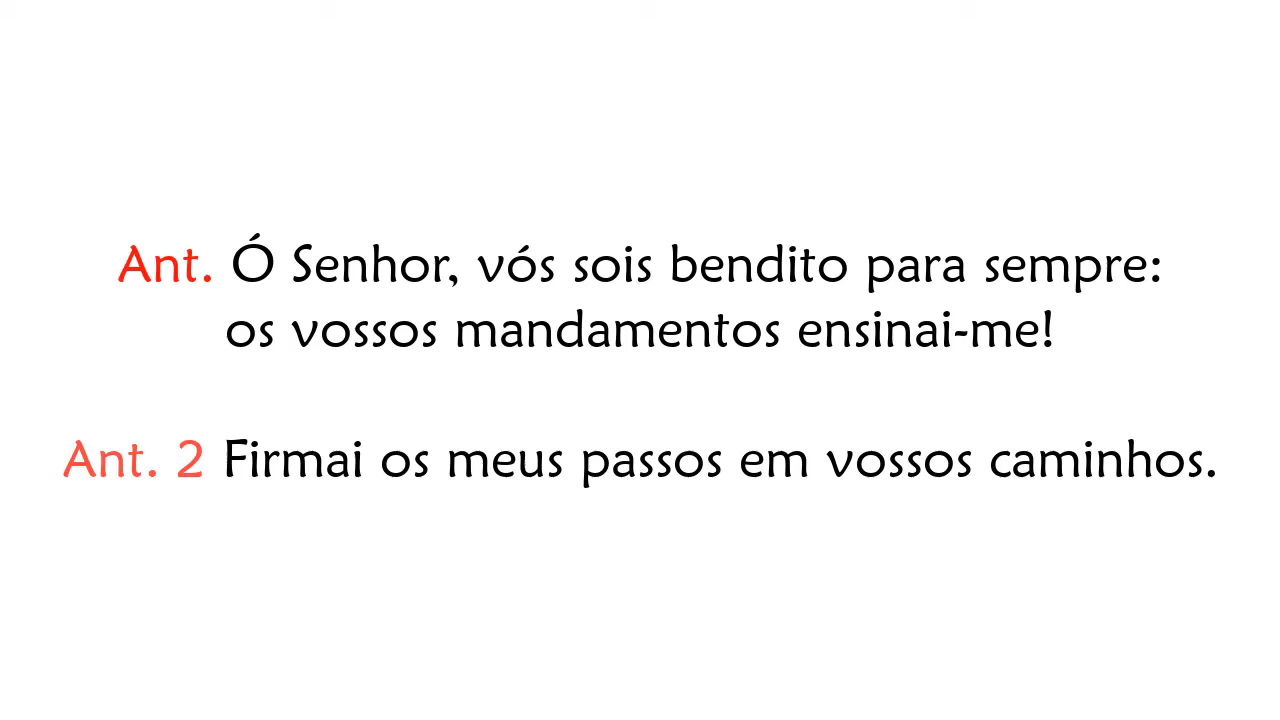 Ant. Ó Senhor, vós sois bendito para sempre:
os vossos mandamentos ensinai-me!
Ant. 2 Firmai os meus passos em vossos caminhos.